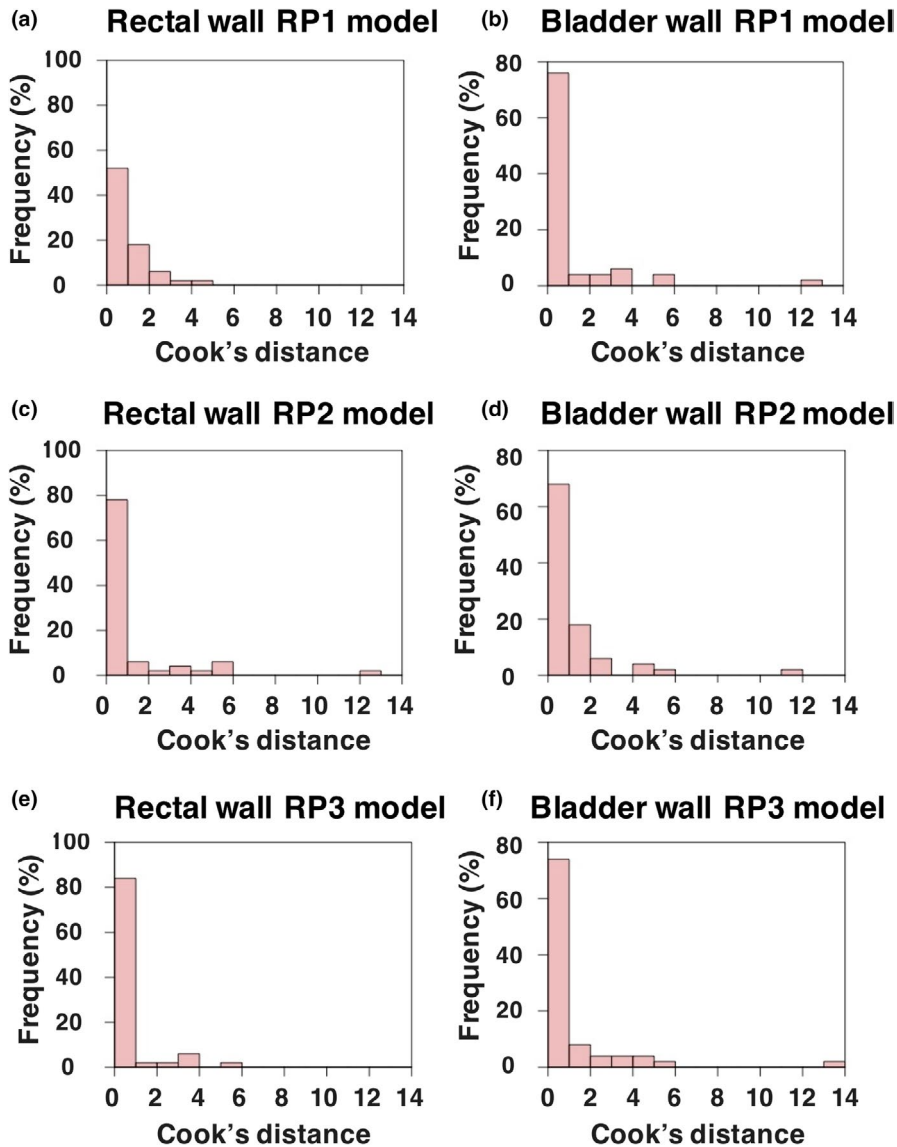 (a) Rectal wall RP1 model
100
80
60
40
20
0
Frequency (%)
0 2 4 6 8 10 12 14
Cook’s distance
(b) Bladder wall RP1 model
80
60
40
20
0
Frequency (%)
0 2 4 6 8 10 12 14
Cook’s distance
(c) Rectal wall RP2 model
100
80
60
40
20
0
Frequency (%)
0 2 4 6 8 10 12 14
Cook’s distance
(d) Bladder wall RP2 model
80
60
40
20
0
Frequency (%)
0 2 4 6 8 10 12 14
Cook’s distance
(e) Rectal wall RP3 model
100
80
60
40
20
0
Frequency (%)
0 2 4 6 8 10 12 14
Cook’s distance
(f) Bladder wall RP3 model
80
60
40
20
0
Frequency (%)
0 2 4 6 8 10 12 14
Cook’s distance